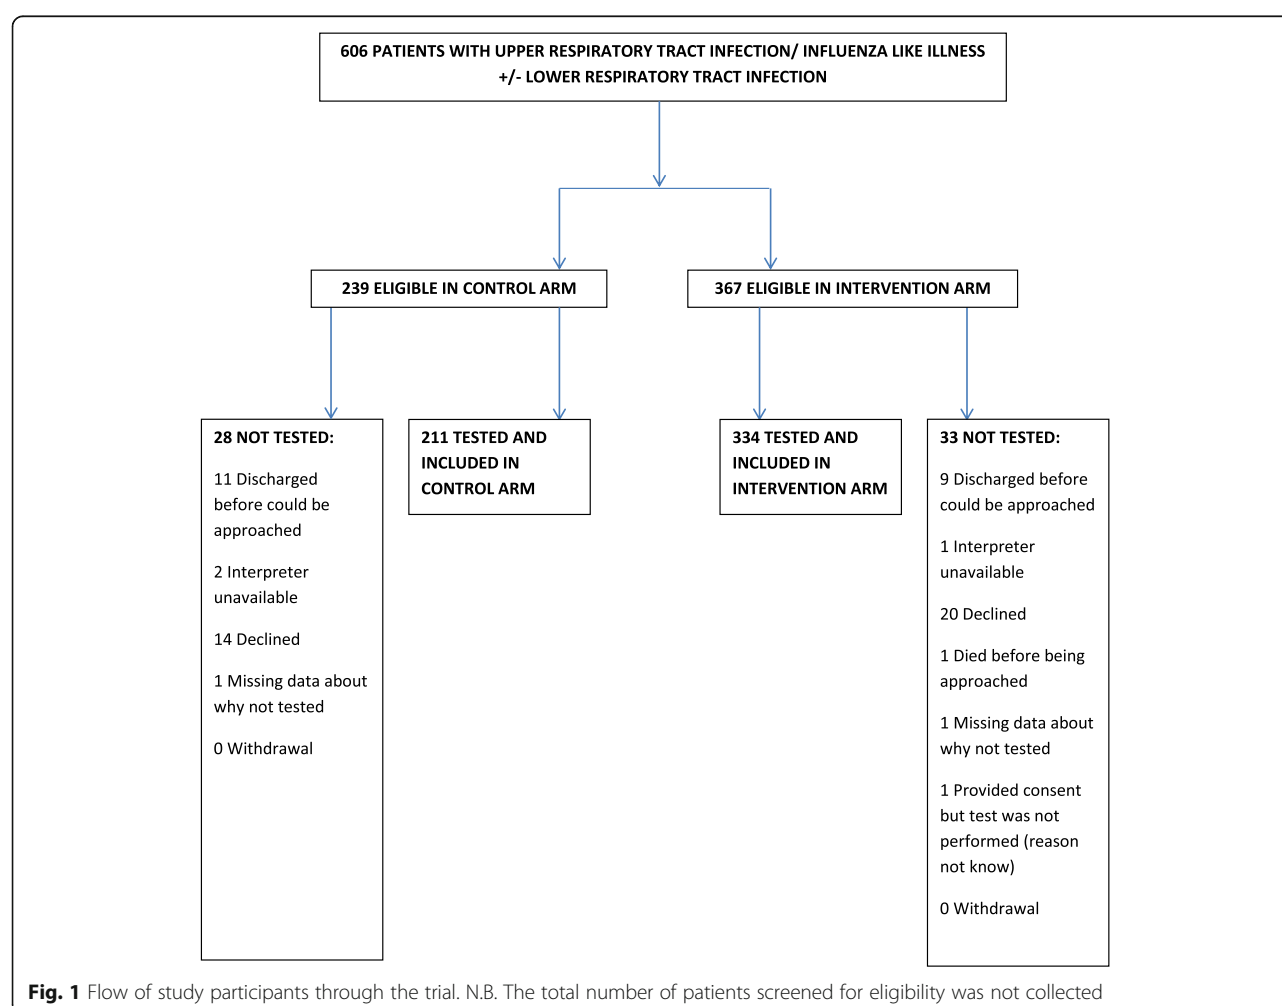 606 PATIENTS WITH UPPER RESPIRATORY TRACT INFECTION/ INFLUENZA LIKE ILLNESS
+/- LOWER RESPIRATORY TRACT INFECTION
239 ELIGIBLE IN CONTROL ARM
367 ELIGIBLE IN INTERVENTION ARM
28 NOT TESTED:
11 Discharged
before could be
approached
2 Interpreter
unavailable
14 Declined
1 Missing data about
why not tested
0 Withdrawal
211 TESTED AND
INCLUDED IN
CONTROL ARM
334 TESTED AND
INCLUDED IN
INTERVENTION ARM
33 NOT TESTED:
9 Discharged before
could be approached
1 Interpreter
unavailable
20 Declined
1 Died before being
approached
1 Missing data about
why not tested
1 Provided consent
but test was not
performed (reason
not know)
0 Withdrawal
Fig. 1 Flow of study participants through the trial. N.B. The total number of patients screened for eligibility was not collected